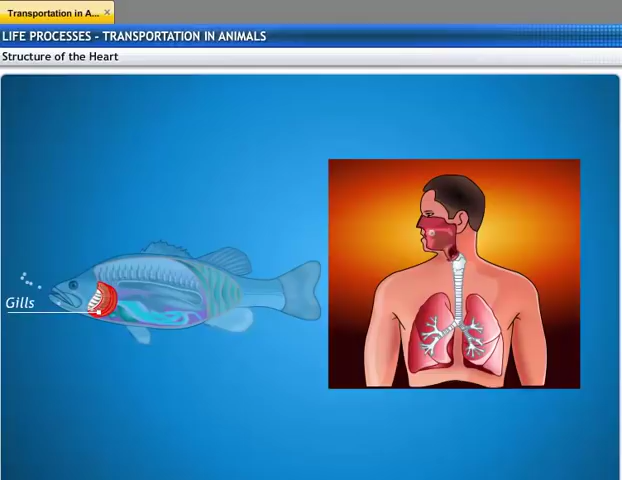 Transportation in A...
LIFE PROCESSES - TRANSPORTATION IN ANIMALS
Structure of the Heart
Gills